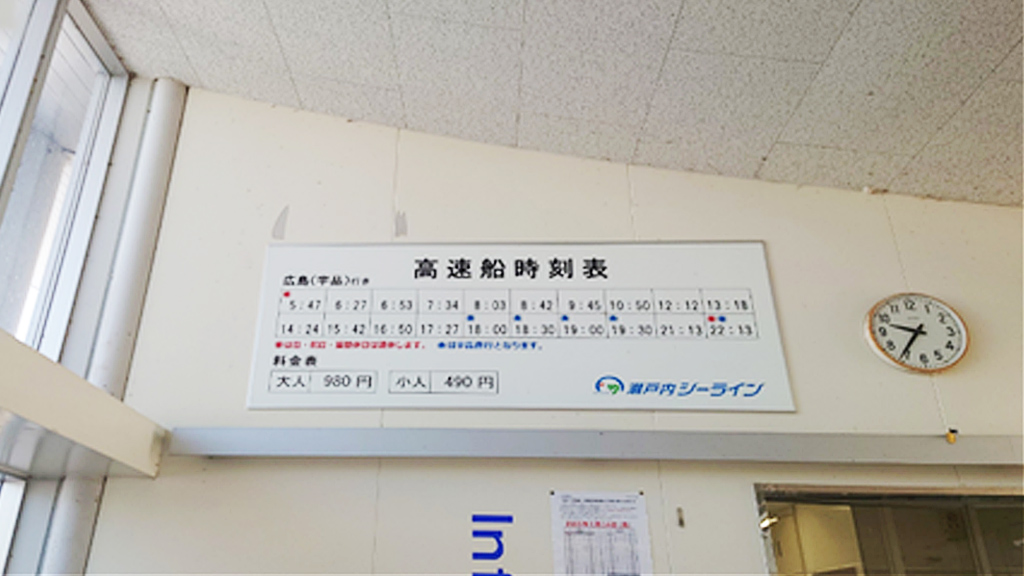 高速船時刻表
広島(宇品)行き
5:47 6:27 6:53 7:34 8:03 8:42 9:45 10:50 12:12 13:18
14:24 15:42 16:50 17:27 18:00 18:30 19:00 19:30 21:13 22:13
料金表
大人 980円 小人 490円
瀬戸内シーライン
12
In